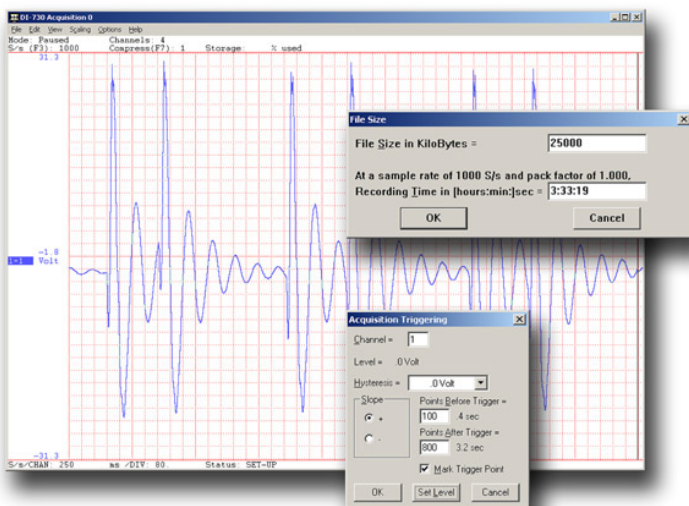 DI-730 Acquisition 0
File Edit View Scaling Options Help
Mode: Paused Channels: 4
S/s (F3): 1000 Compress(F7): 1 Storage: % used
31.3
-1.8
1-1 Volt
-31.3
S/s/CHAN: 250 ms /DIV: 80. Status: SET-UP
File Size
File Size in KiloBytes = 25000
At a sample rate of 1000 S/s and pack factor of 1.000,
Recording Time in [hours:min:]sec = 3:33:19
OK Cancel
Acquisition Triggering
Channel = 1
Level = .0 Volt
Hysteresis = .0 Volt
Slope
+
-
Points Before Trigger =
100 .4 sec
Points After Trigger =
800 3.2 sec
Mark Trigger Point
OK Set Level Cancel